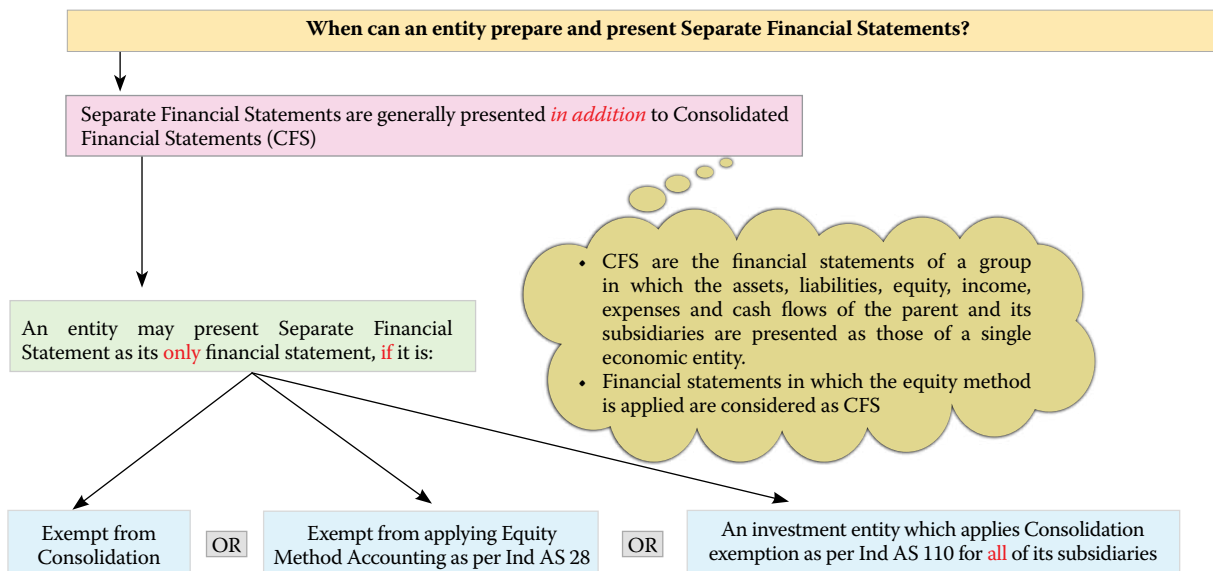 When can an entity prepare and present Separate Financial Statements?
Separate Financial Statements are generally presented in addition to Consolidated
Financial Statements (CFS)
• CFS are the financial statements of a group
in which the assets, liabilities, equity, income,
expenses and cash flows of the parent and its
subsidiaries are presented as those of a single
economic entity.
• Financial statements in which the equity method
is applied are considered as CFS
An entity may present Separate Financial
Statement as its only financial statement, if it is:
Exempt from
Consolidation
OR
Exempt from applying Equity
Method Accounting as per Ind AS 28
OR
An investment entity which applies Consolidation
exemption as per Ind AS 110 for all of its subsidiaries